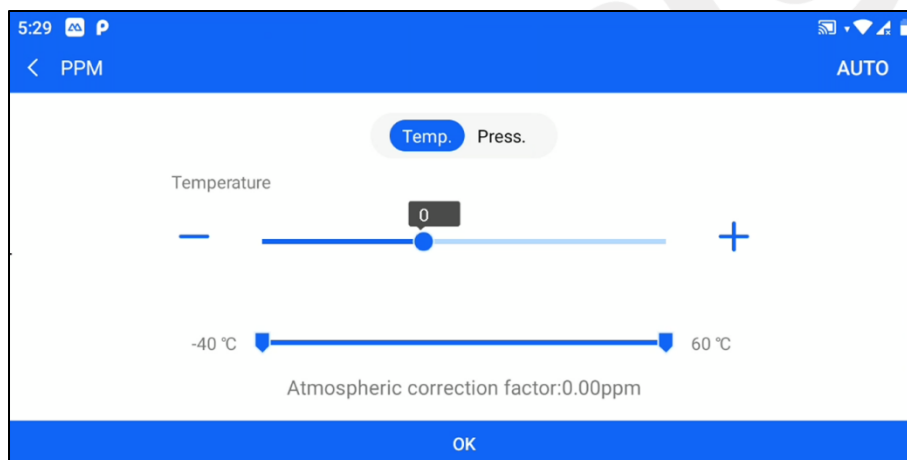 5:29
PPM
AUTO
Temp. Press.
Temperature
0
-40 ℃
60 ℃
Atmospheric correction factor:0.00ppm
OK